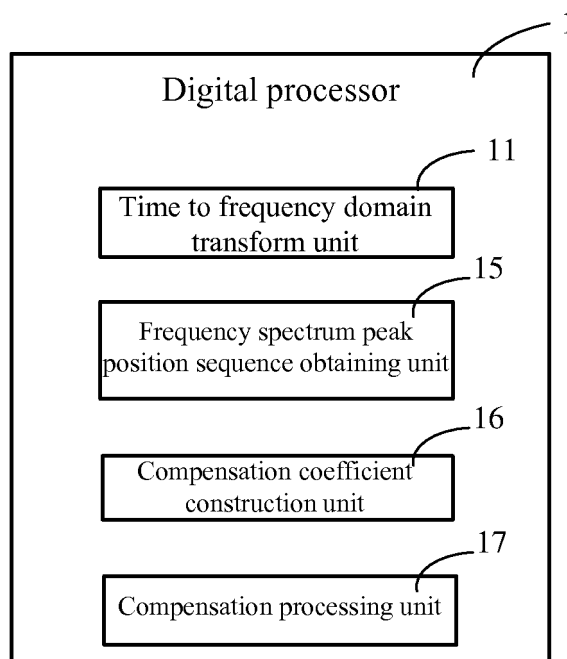 Digital processor
11
Time to frequency domain
transform unit
15
Frequency spectrum peak
position sequence obtaining unit
16
Compensation coefficient
construction unit
17
Compensation processing unit